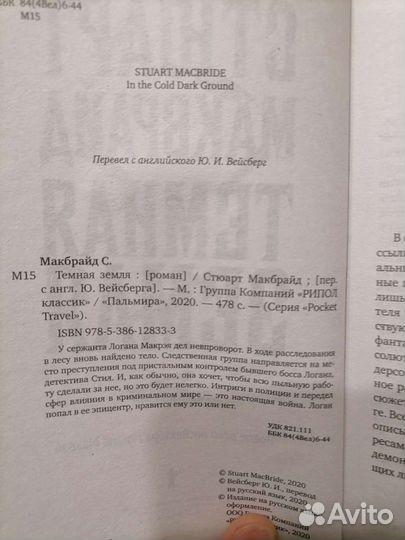 ББК 84(4Вел)6-44
М15
STUART MACBRIDE
In the Cold Dark Ground
Перевел с английского Ю. И. Вейсберг
Макбрайд С.
М15 Темная земля : [роман] / Стюарт Макбрайд ; [пер.
с англ. Ю. Вейсберга]. — М. : Группа Компаний «РИПОЛ
классик» / «Пальмира», 2020. — 478 с. — (Серия «Pocket
Travel»).
ISBN 978-5-386-12833-3
У сержанта Логана Макрэя дел невпроворот. В ходе расследования
в лесу вновь найдено тело. Следственная группа направляется на ме-
сто преступления под пристальным контролем бывшего босса Логана,
детектива Стил. И, как обычно, она хочет, чтобы всю пыльную рабо-
ту сделали за нее, но это будет нелегко. Интриги в полиции и передел
сфер влияния в криминальном мире — это настоящая война. Логан
попал в ее эпицентр, нравится ему это или нет.
УДК 821.111
ББК 84(4Вел)6-44
© Stuart MacBride, 2020
© Вейсберг Ю. И., перевод
на русский язык, 2020
© Издание на русском
оформление.
ООО Группа Компаний
2020
Avito